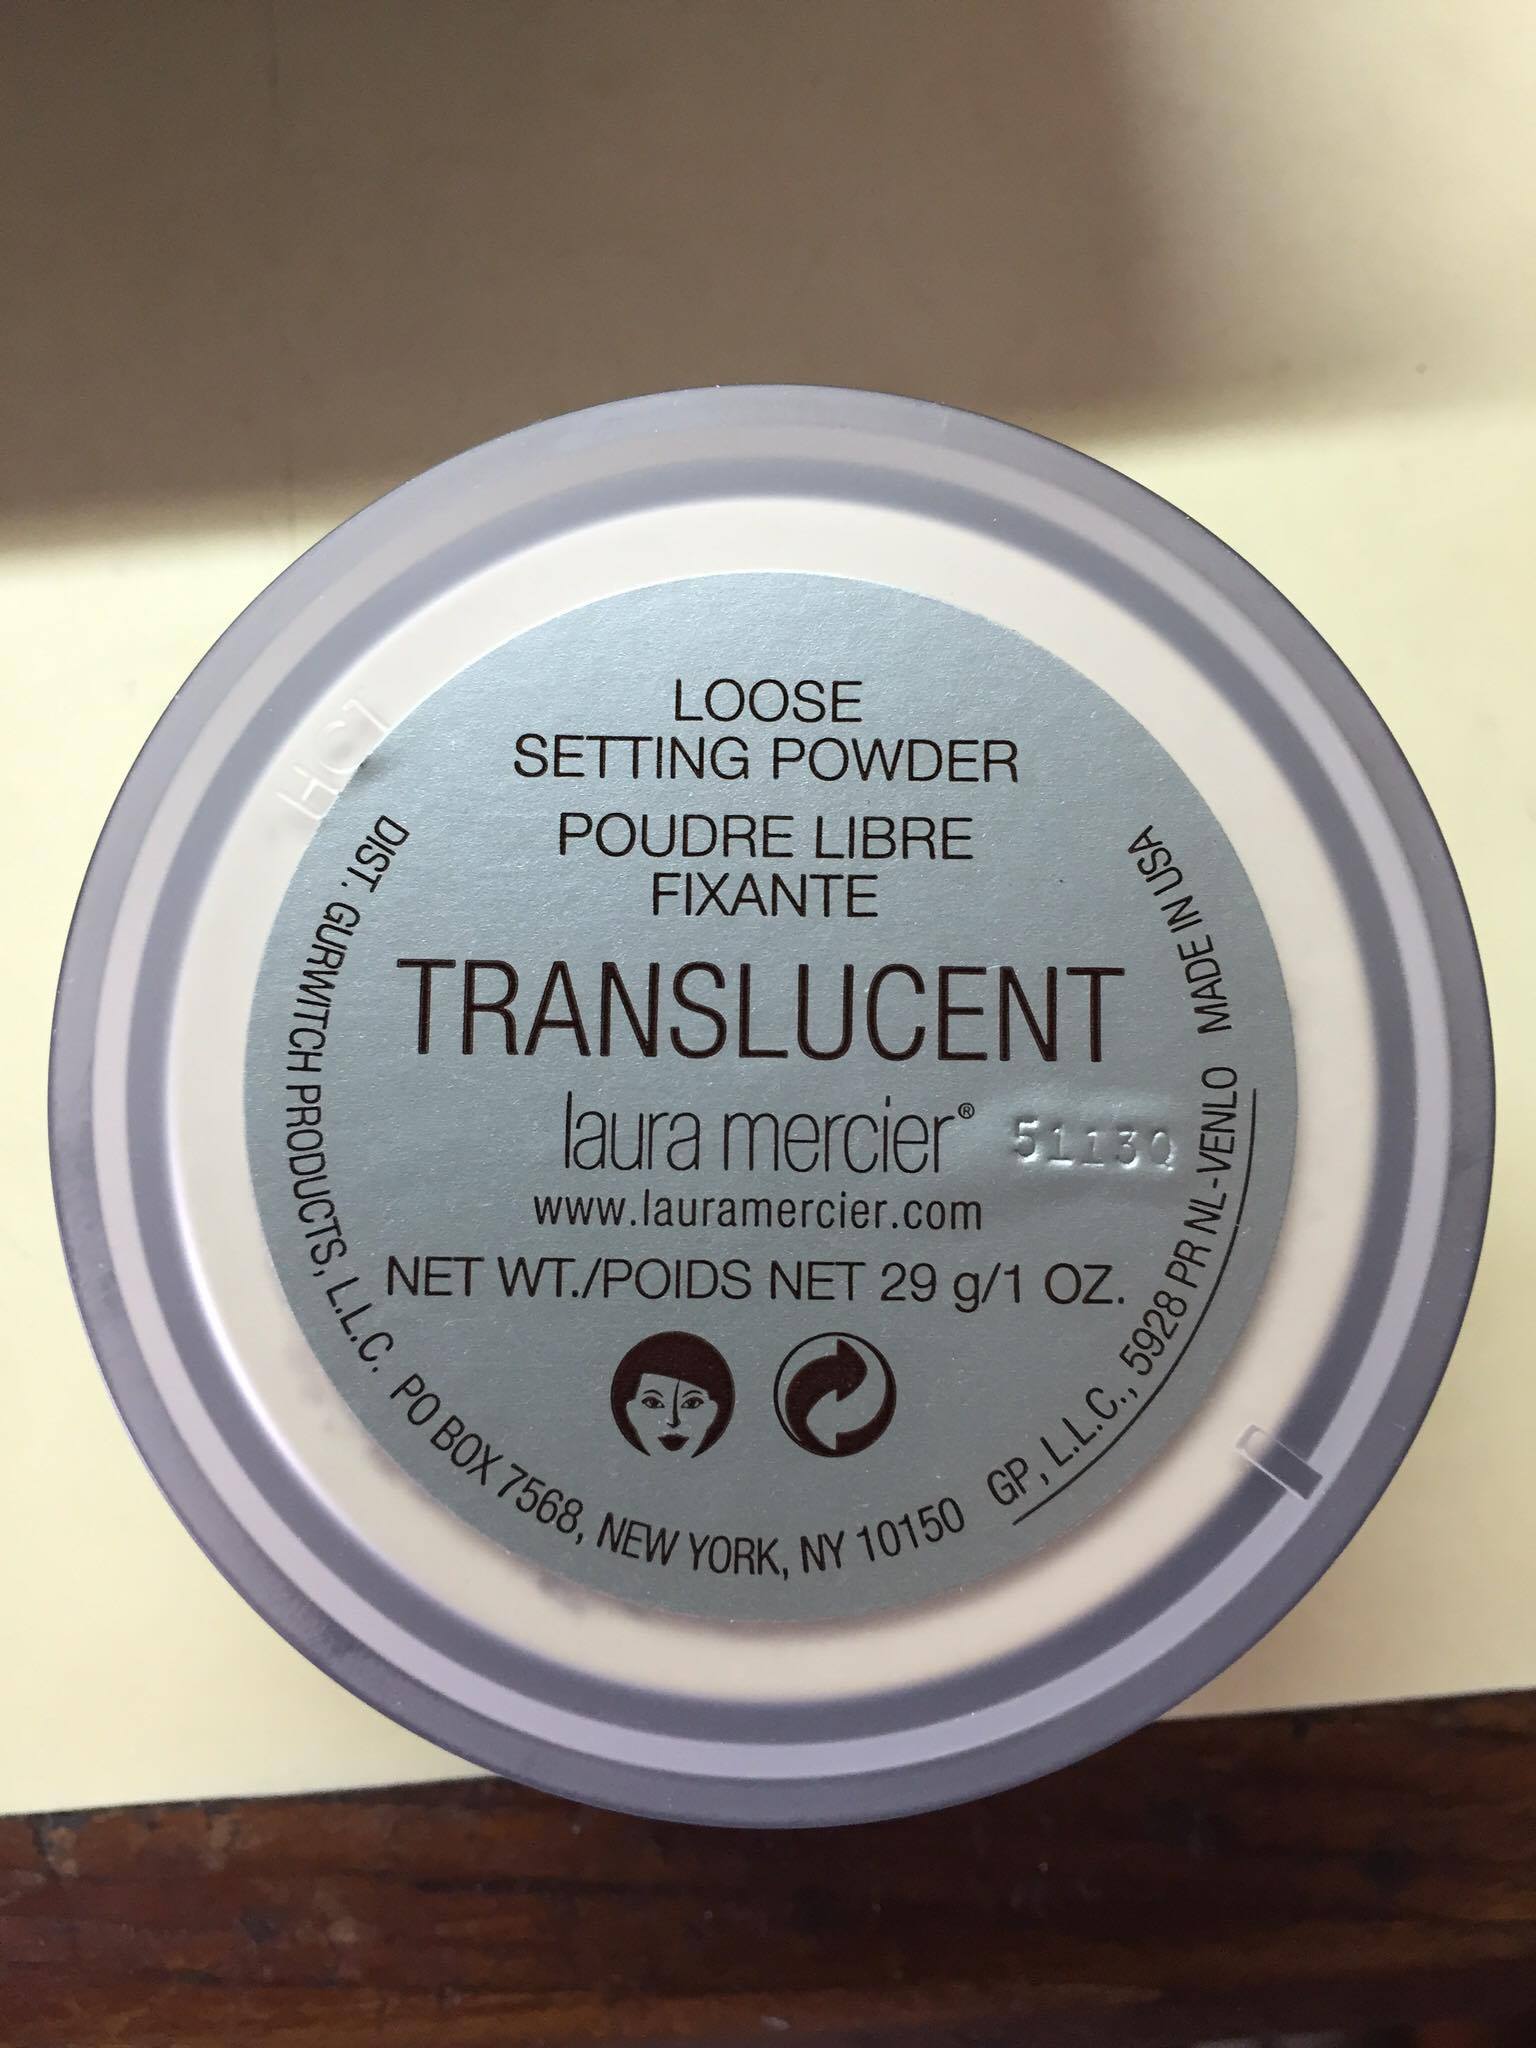 LOOSE
SETTING POWDER
POUDRE LIBRE
FIXANTE
TRANSLUCENT
laura mercier®
51130
www.lauramercier.com
NET WT./POIDS NET 29 g/1 OZ.
DIST. GURWITCH PRODUCTS, L.L.C. PO BOX 7568, NEW YORK, NY 10150 GP, L.L.C., 5928 PR NL-VENLO MADE IN USA
HC1